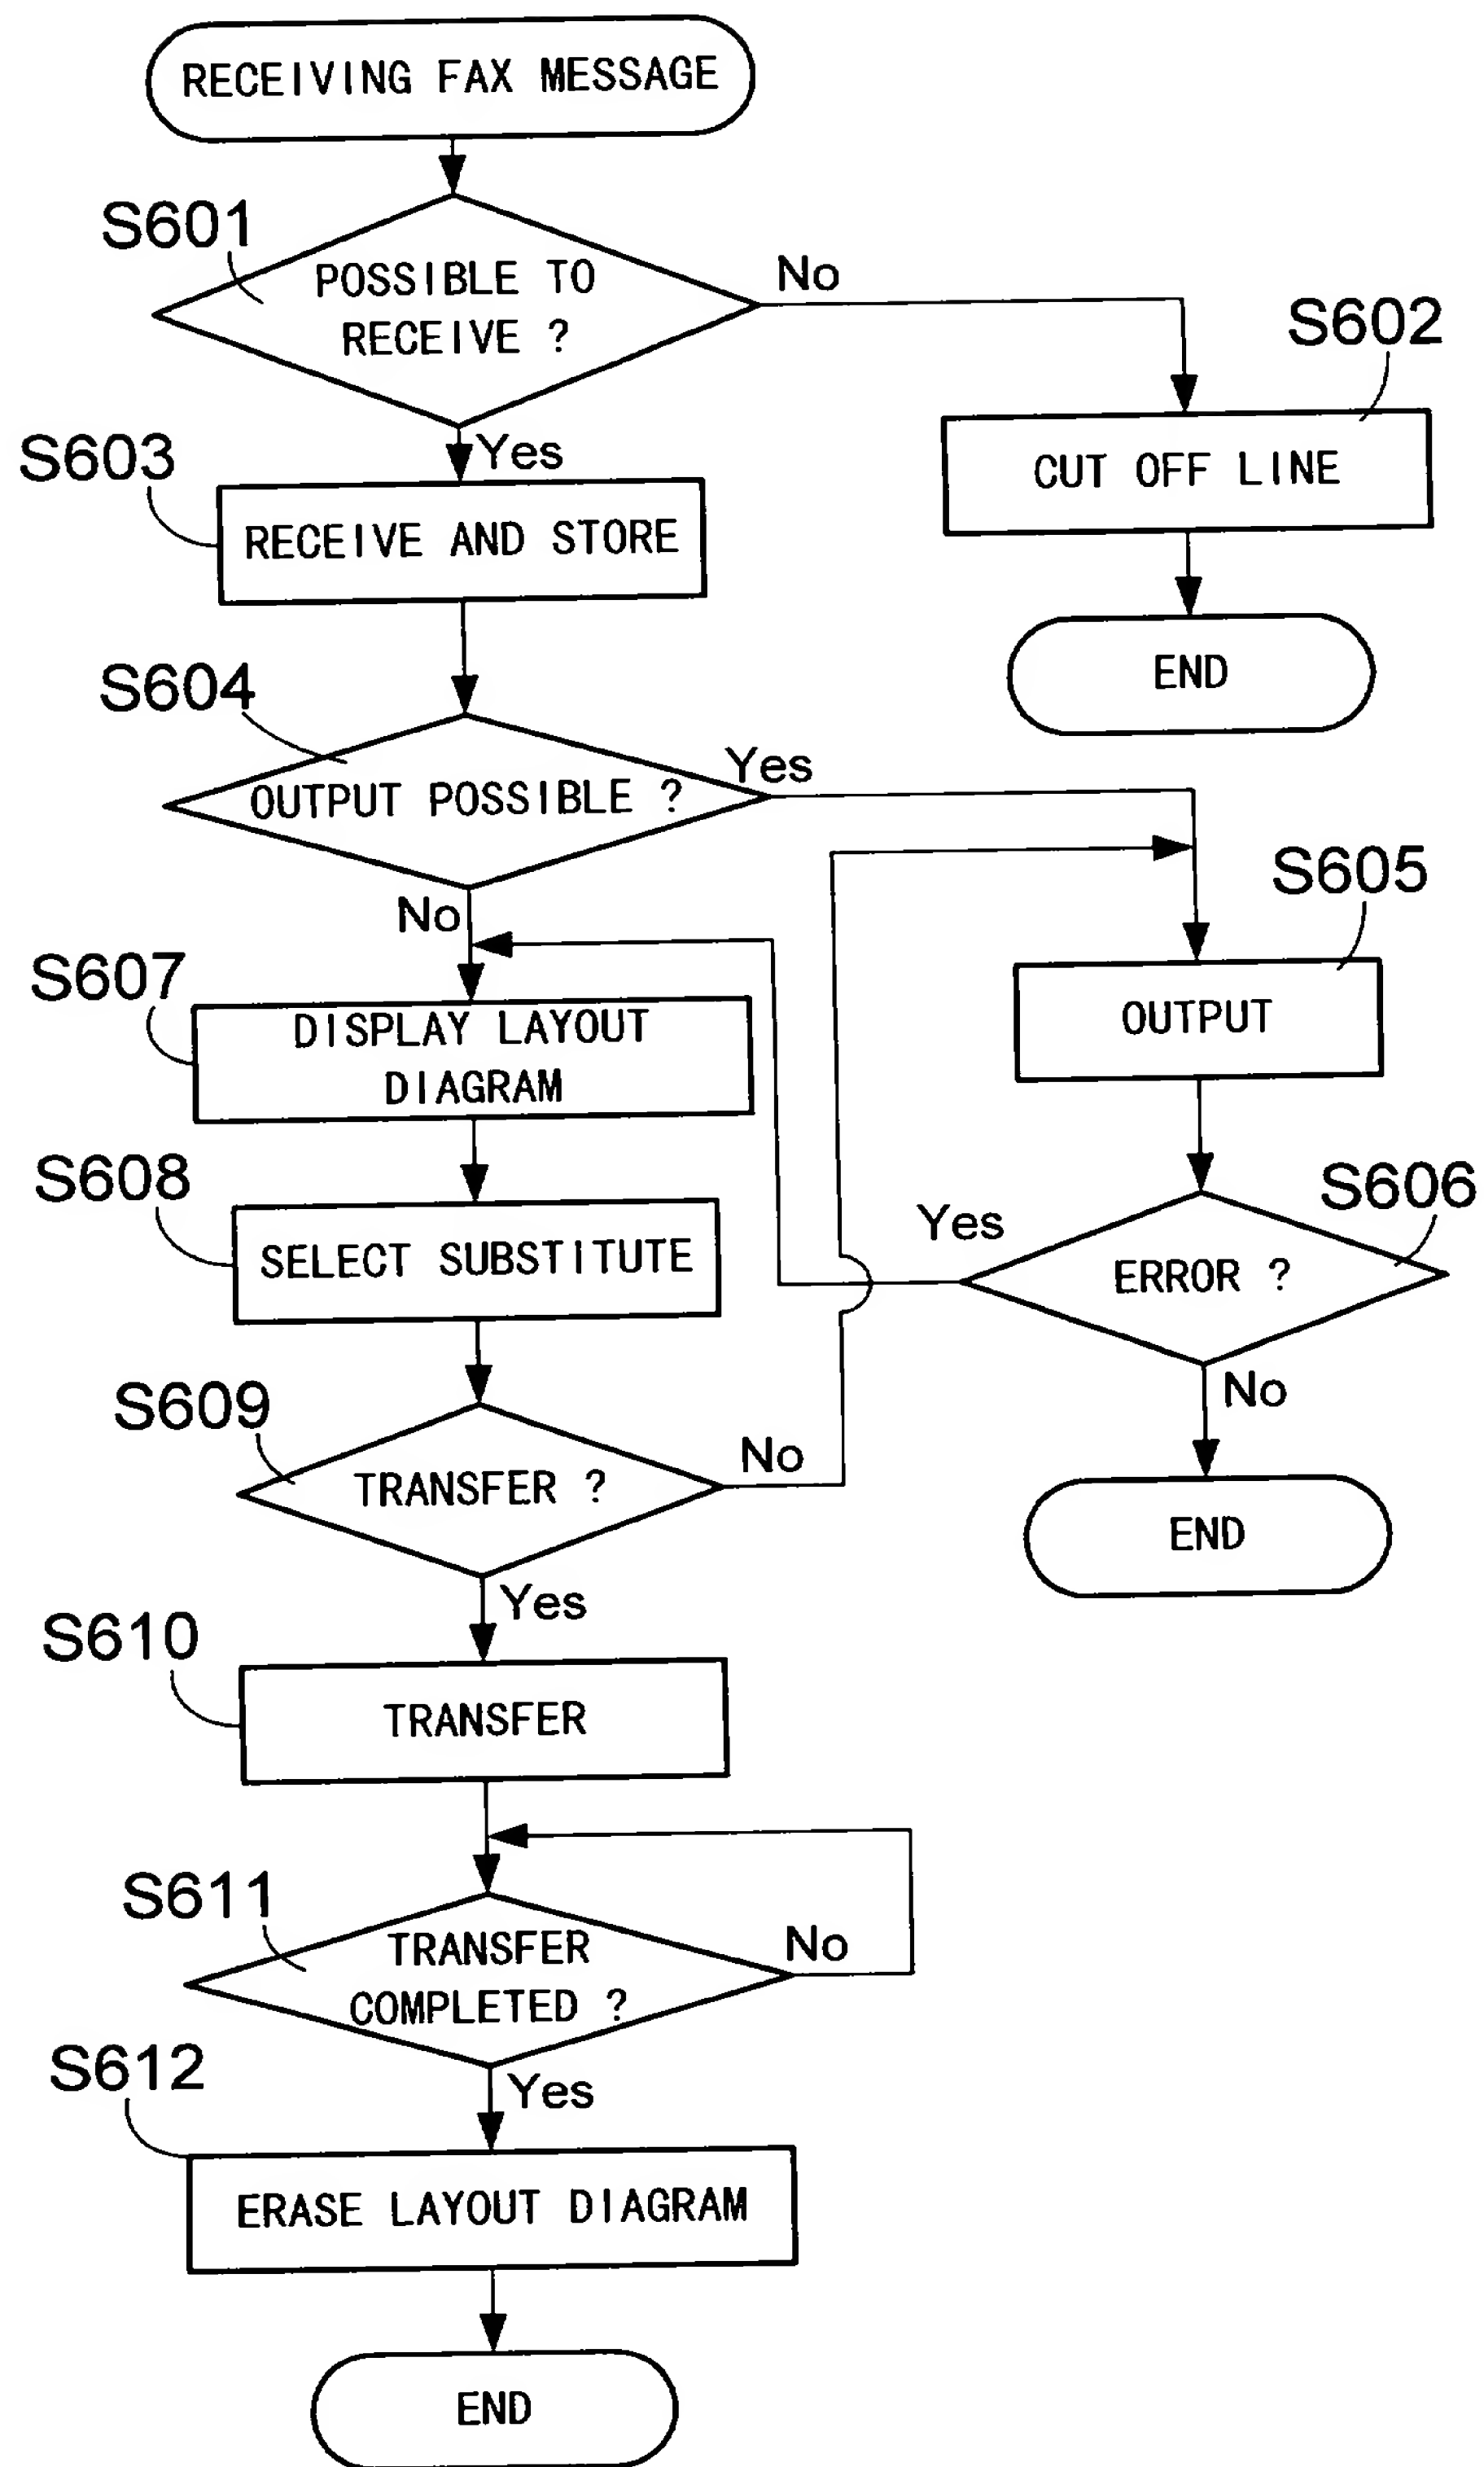 RECEIVING FAX MESSAGE
S601
POSSIBLE TO
RECEIVE ?
No
S602
CUT OFF LINE
END
Yes
S603
RECEIVE AND STORE
S604
OUTPUT POSSIBLE ?
Yes
No
S605
OUTPUT
S607
DISPLAY LAYOUT
DIAGRAM
S606
ERROR ?
Yes
No
END
S608
SELECT SUBSTITUTE
S609
TRANSFER ?
No
Yes
S610
TRANSFER
S611
TRANSFER
COMPLETED ?
No
Yes
S612
ERASE LAYOUT DIAGRAM
END